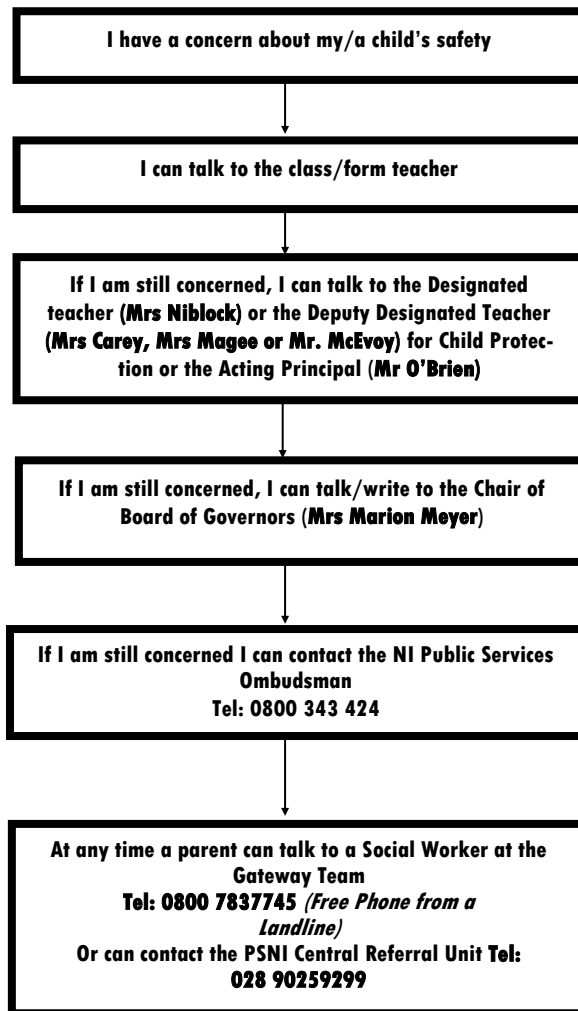 I have a concern about my/a child's safety
I can talk to the class/form teacher
If I am still concerned, I can talk to the Designated
teacher (Mrs Niblock) or the Deputy Designated Teacher
(Mrs Carey, Mrs Magee or Mr. McEvoy) for Child Protec-
tion or the Acting Principal (Mr O'Brien)
If I am still concerned, I can talk/write to the Chair of
Board of Governors (Mrs Marion Meyer)
If I am still concerned I can contact the NI Public Services
Ombudsman
Tel: 0800 343 424
At any time a parent can talk to a Social Worker at the
Gateway Team
Tel: 0800 7837745 (Free Phone from a
Landline)
Or can contact the PSNI Central Referral Unit Tel:
028 90259299